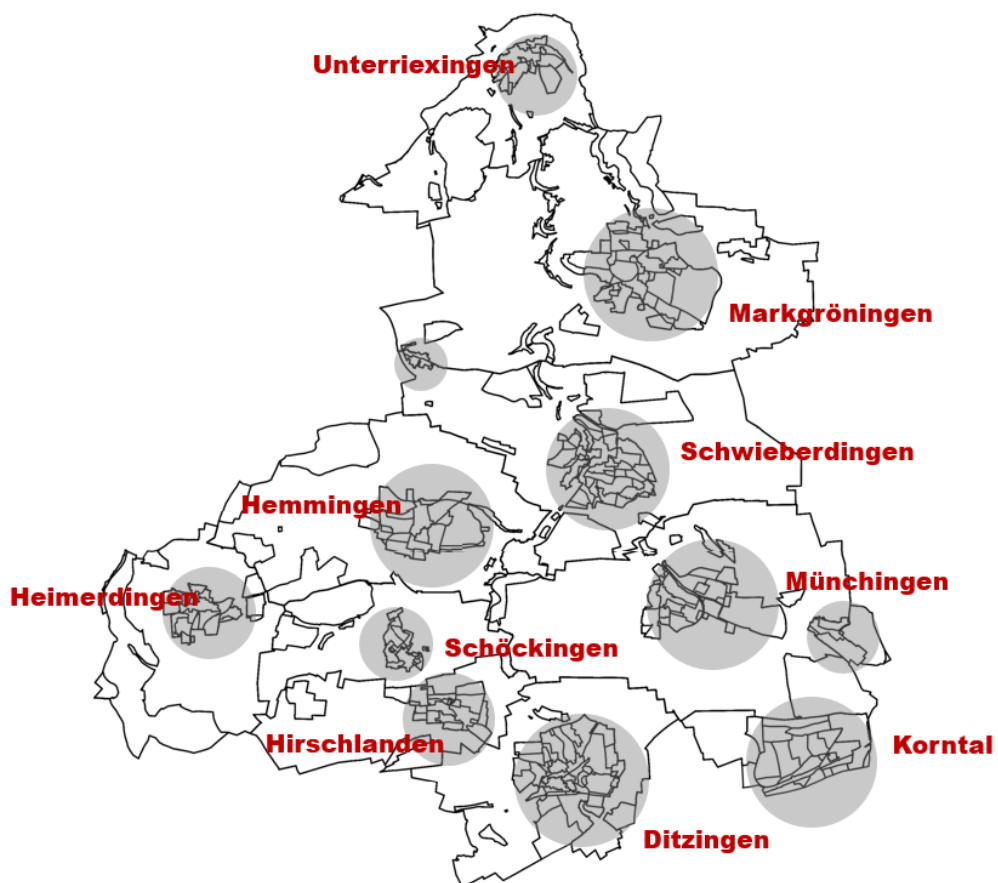 Unterriexingen
Markgröningen
Schwieberdingen
Hemmingen
Münchingen
Heimerdingen
Schöckingen
Hirschlanden
Korntal
Ditzingen